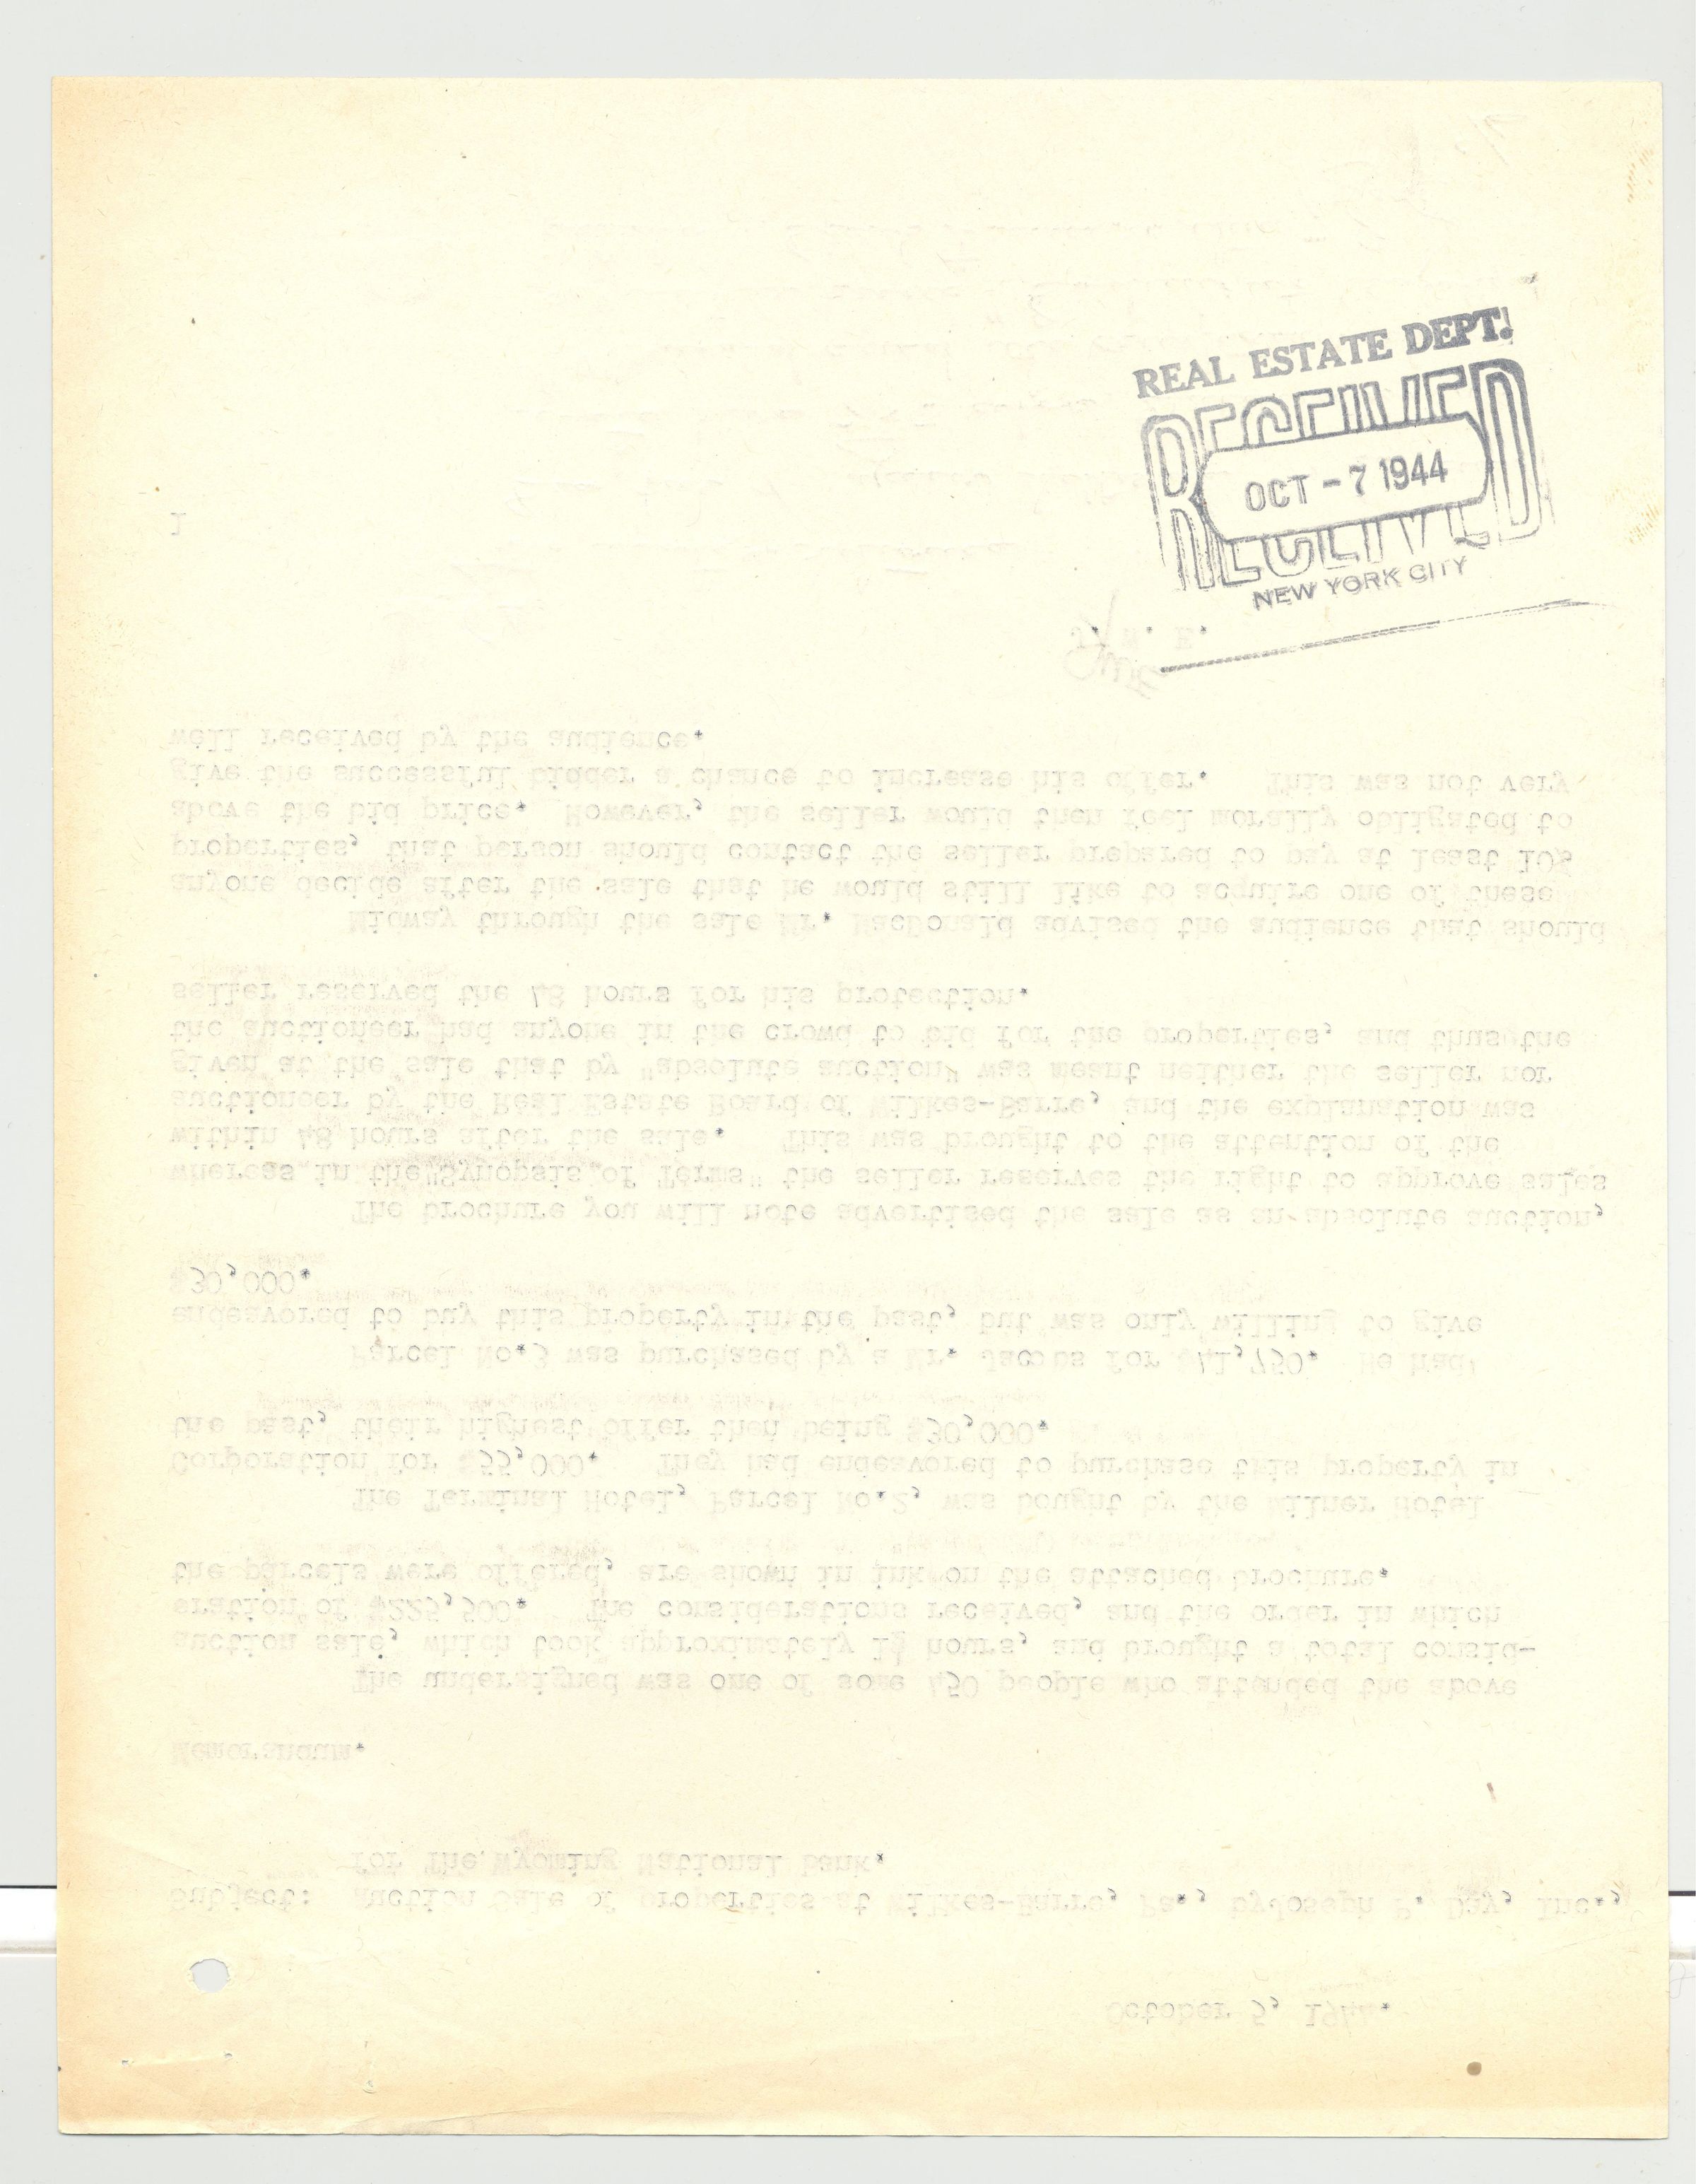 REAL ESTATE DEPT.
RECEIVED
OCT - 7 1944
NEW YORK CITY
October 5, 1944.
Subject: Auction Sale of properties at Wilkes-Barre, Pa., byJoseph P. Day, Inc.,
for The Wyoming National bank.
Memorandum.
The undersigned was one of some 450 people who attended the above
auction sale, which took approximately 1½ hours, and brought a total consid-
eration of $225,500. The considerations received, and the order in which
the parcels were offered, are shown in ink on the attached brochure.
The Terminal Hotel, Parcel No.2, was bought by the Milner Hotel
Corporation for $55,000. They had endeavored to purchase this property in
the past, their highest offer then being $30,000.
Parcel No.3 was purchased by a Mr. Jacobs for $41,750. He had
endeavored to buy this property in the past, but was only willing to give
$30,000.
The brochure you will note advertised the sale as an absolute auction,
whereas in the "Synopsis of Terms" the seller reserves the right to approve sales
within 48 hours after the sale. This was brought to the attention of the
auctioneer by the Real Estate Board of Wilkes-Barre, and the explanation was
given at the sale that by "absolute auction" was meant neither the seller nor
the auctioneer had anyone in the crowd to bid for the properties, and thus the
seller reserved the 48 hours for his protection.
Midway through the sale Mr. MacDonald advised the audience that should
anyone decide after the sale that he would still like to acquire one of these
properties, that person should contact the seller prepared to pay at least 10%
above the bid price. However, the seller would then feel morally obligated to
give the successful bidder a chance to increase his offer. This was not very
well received by the audience.
J. W. E.
1